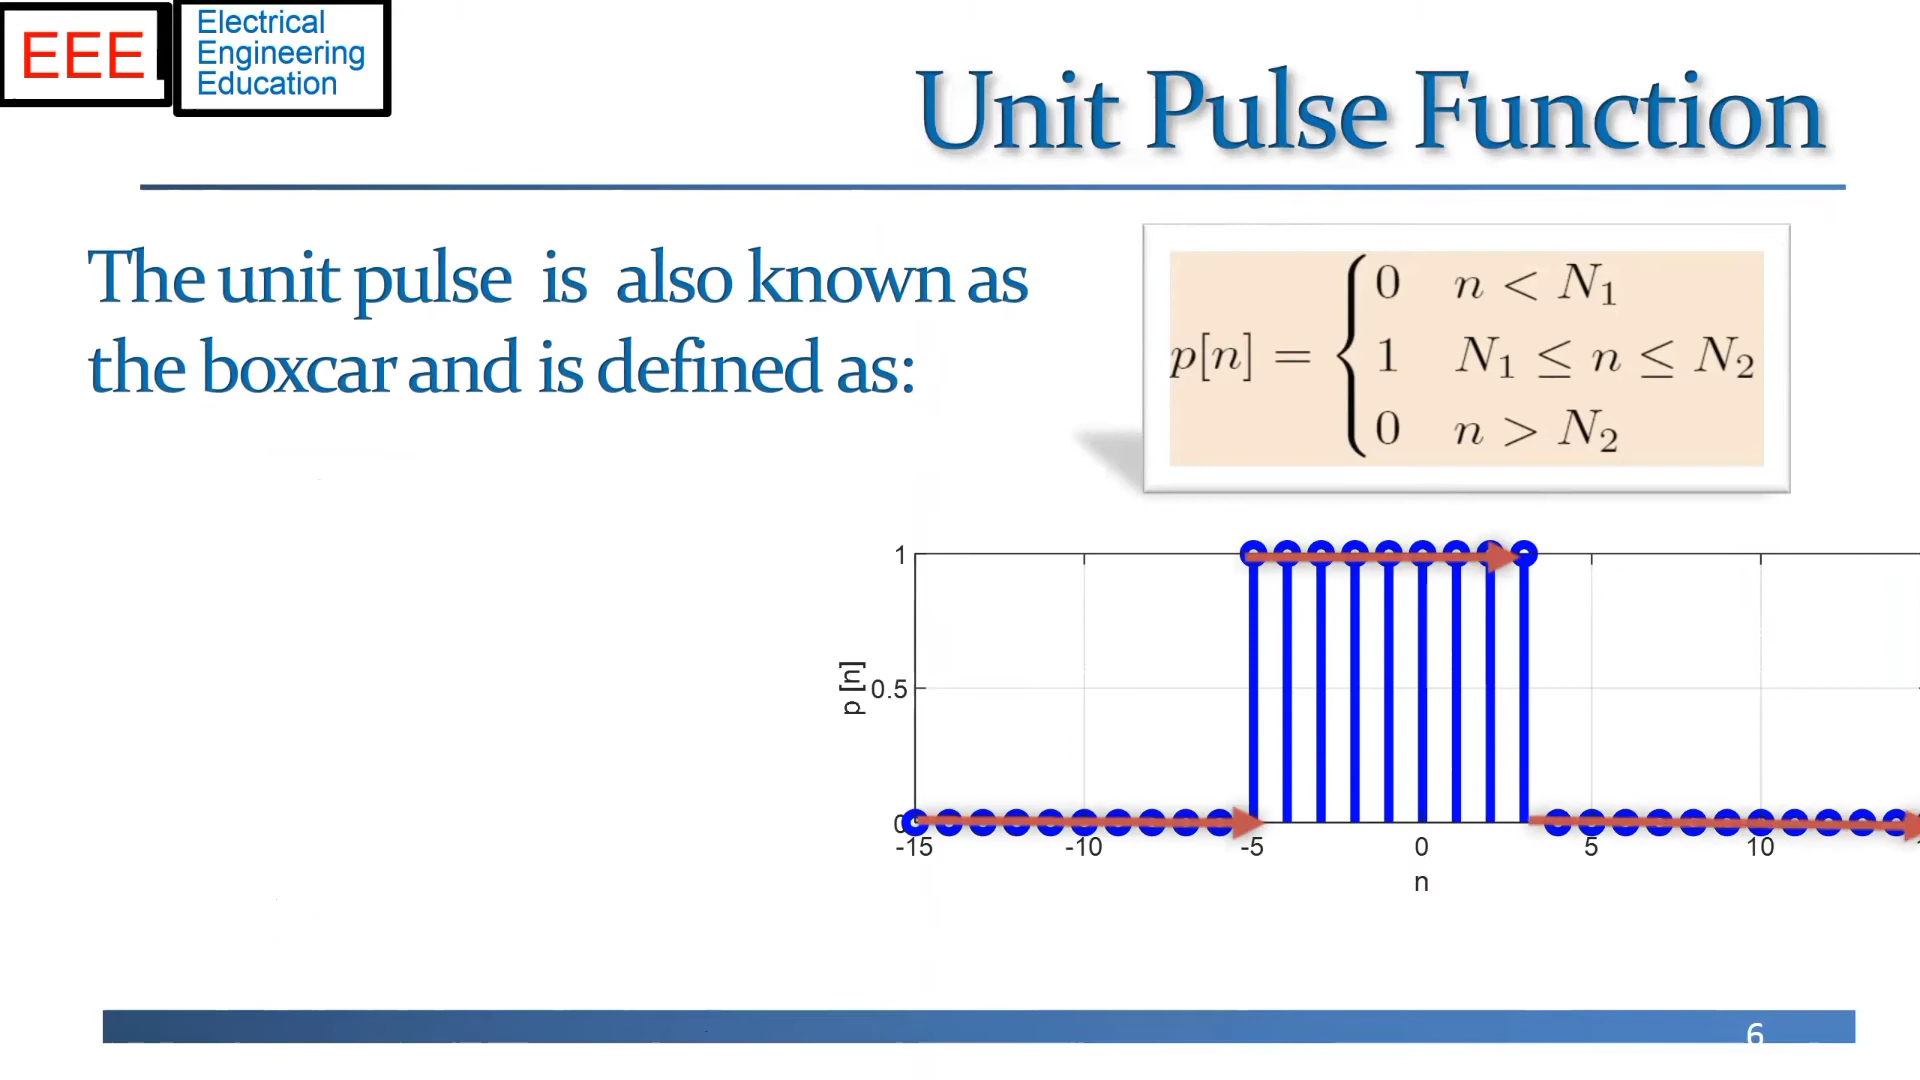 EEE
Electrical
Engineering
Education
Unit Pulse Function
The unit pulse is also known as
the boxcar and is defined as:
p[n] = { 0 n < N₁
1 N₁ ≤ n ≤ N₂
0 n > N₂
1
0.5
0
p [n]
-15 -10 -5 0 5 10
n
6